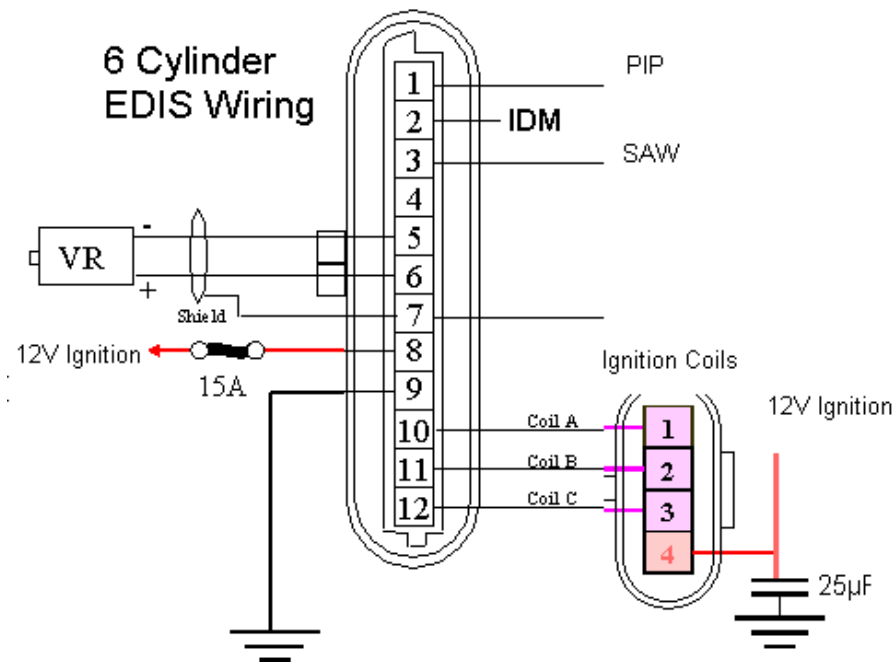 6 Cylinder
EDIS Wiring
PIP
IDM
SAW
1
2
3
4
5
6
7
8
9
10
11
12
-
VR
+
Shield
12V Ignition
15A
Ignition Coils
12V Ignition
Coil A
Coil B
Coil C
1
2
3
4
25µF